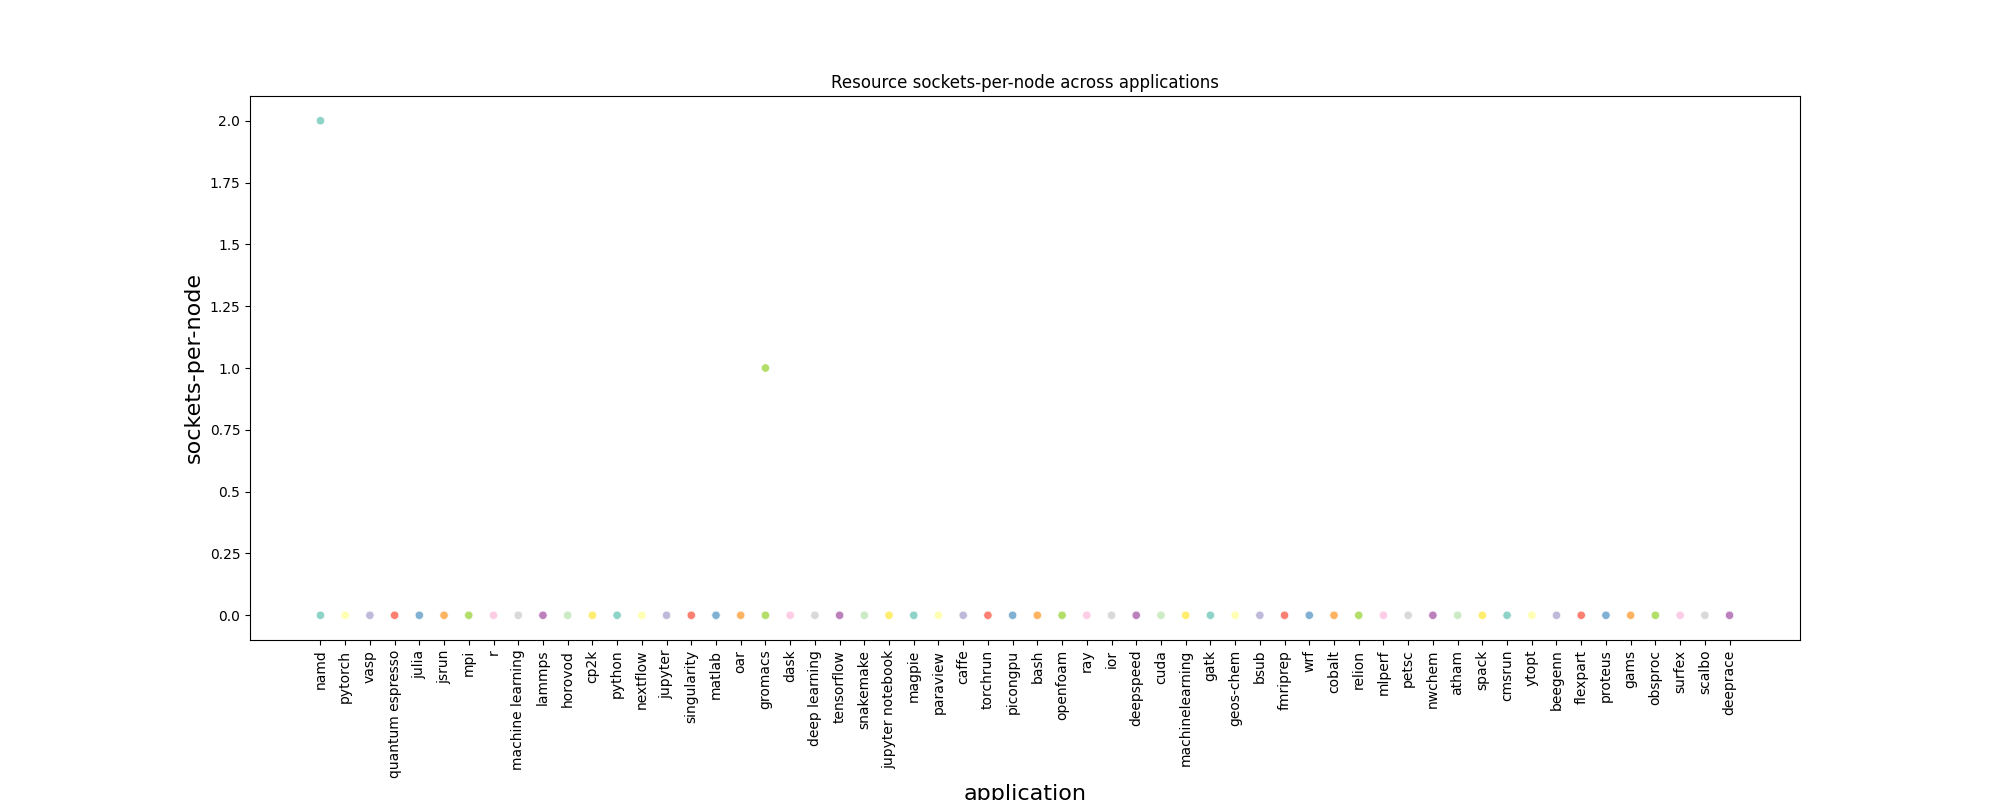 Resource sockets-per-node across applications
sockets-per-node
2.0
1.75
1.5
1.25
1.0
0.75
0.5
0.25
0.0
namd
pytorch
vasp
quantum espresso
julia
jsrun
mpi
r
machine learning
lammps
horovod
cp2k
python
nextflow
jupyter
singularity
matlab
oar
gromacs
dask
deep learning
tensorflow
snakemake
jupyter notebook
magpie
paraview
caffe
torchrun
picongpu
bash
openfoam
ray
ior
deepspeed
cuda
machinelearning
gatk
geos-chem
bsub
fmriprep
wrf
cobalt
relion
mlperf
petsc
nwchem
atham
spack
cmsrun
ytopt
beegenn
flexpart
proteus
gams
obsproc
surfex
scalbo
deeprace
application